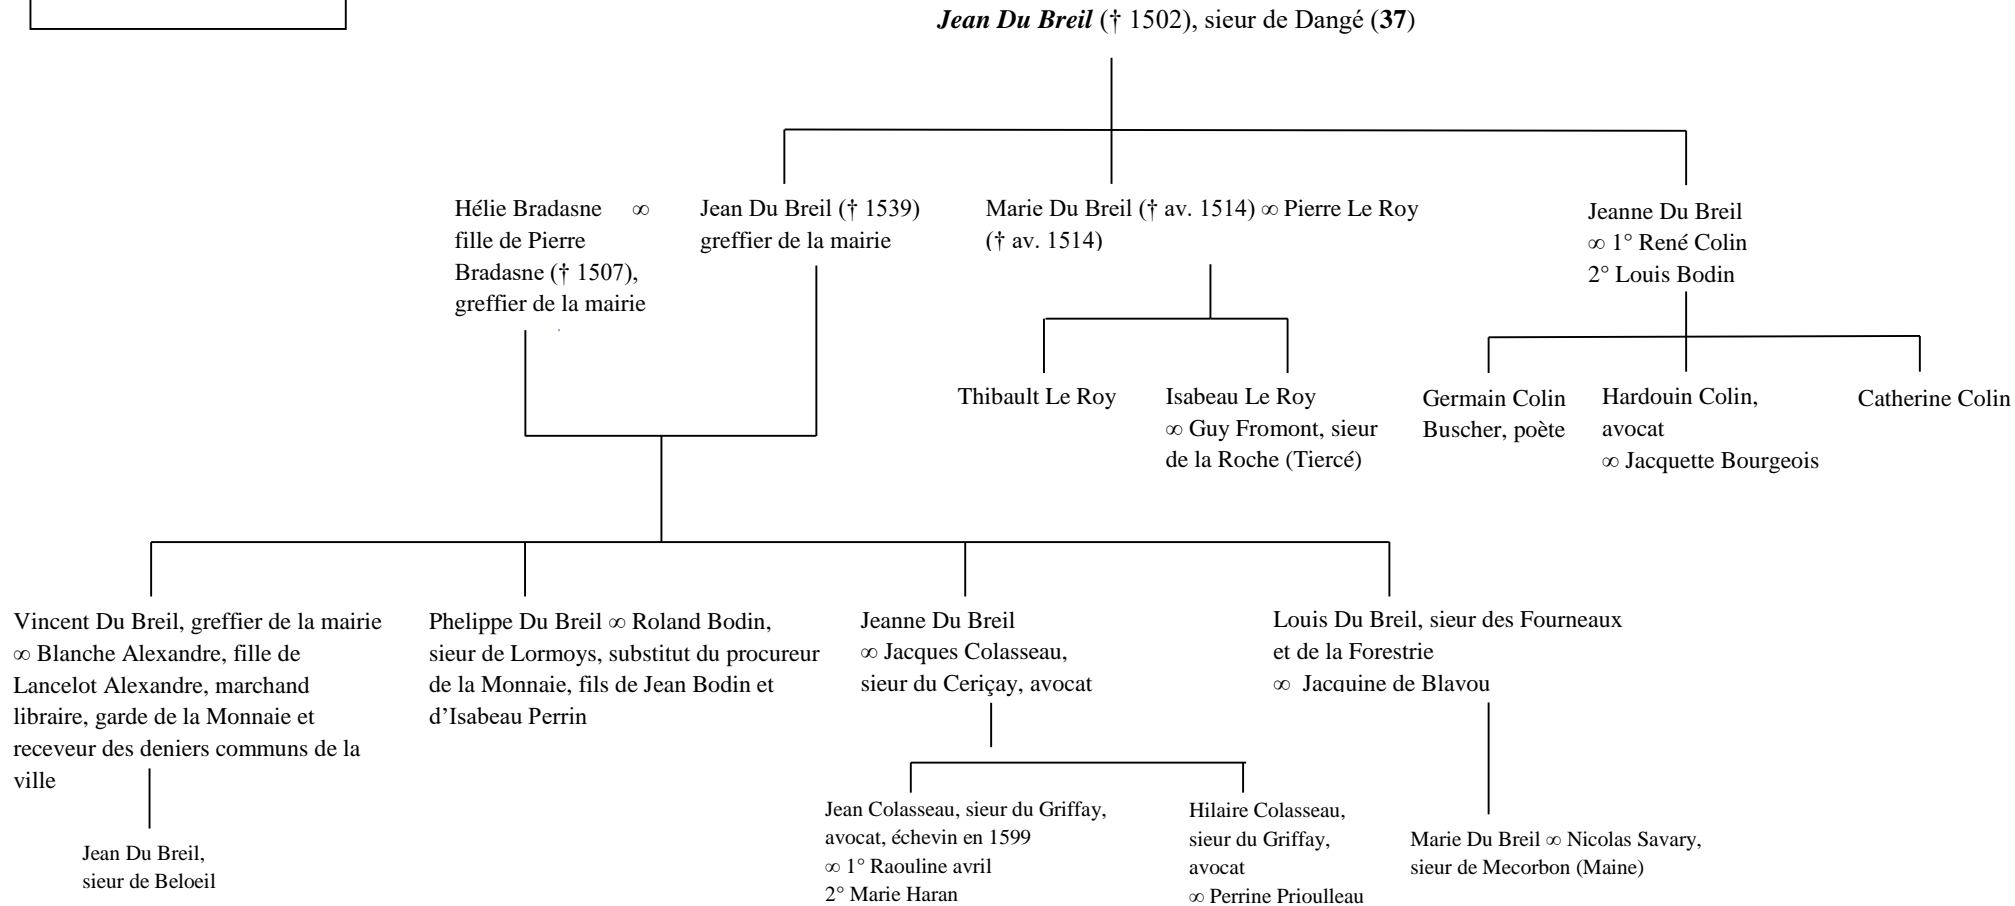 Jean Du Breil († 1502), sieur de Dangé (37)
Hélie Bradasne ∞
fille de Pierre
Bradasne († 1507),
greffier de la mairie
Jean Du Breil († 1539)
greffier de la mairie
Marie Du Breil († av. 1514) ∞ Pierre Le Roy
(† av. 1514)
Jeanne Du Breil
∞ 1° René Colin
2° Louis Bodin
Thibault Le Roy
Isabeau Le Roy
∞ Guy Fromont, sieur
de la Roche (Tiercé)
Germain Colin
Buscher, poète
Hardouin Colin,
avocat
∞ Jacquette Bourgeois
Catherine Colin
Vincent Du Breil, greffier de la mairie
∞ Blanche Alexandre, fille de
Lancelot Alexandre, marchand
libraire, garde de la Monnaie et
receveur des deniers communs de la
ville
Phelippe Du Breil ∞ Roland Bodin,
sieur de Lormoys, substitut du procureur
de la Monnaie, fils de Jean Bodin et
d’Isabeau Perrin
Jeanne Du Breil
∞ Jacques Colasseau,
sieur du Ceriçay, avocat
Louis Du Breil, sieur des Fourneaux
et de la Forestrie
∞ Jacquine de Blavou
Jean Du Breil,
sieur de Beloeil
Jean Colasseau, sieur du Griffay,
avocat, échevin en 1599
∞ 1° Raouline avril
2° Marie Haran
Hilaire Colasseau,
sieur du Griffay,
avocat
∞ Perrine Prioulleau
Marie Du Breil ∞ Nicolas Savary,
sieur de Mecorbon (Maine)